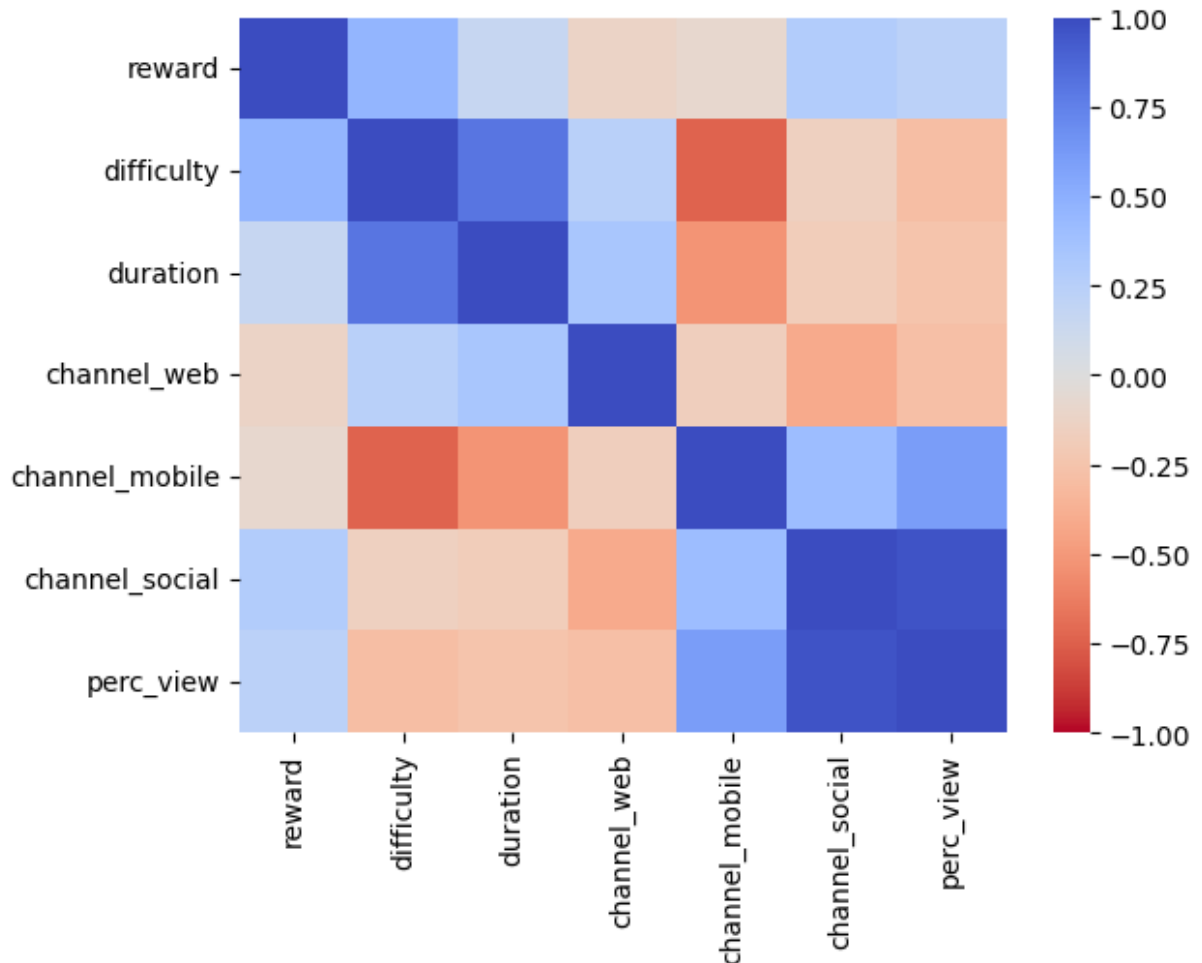 reward
difficulty
duration
channel_web
channel_mobile
channel_social
perc_view
reward
difficulty
duration
channel_web
channel_mobile
channel_social
perc_view
1.00
0.75
0.50
0.25
0.00
−0.25
−0.50
−0.75
−1.00